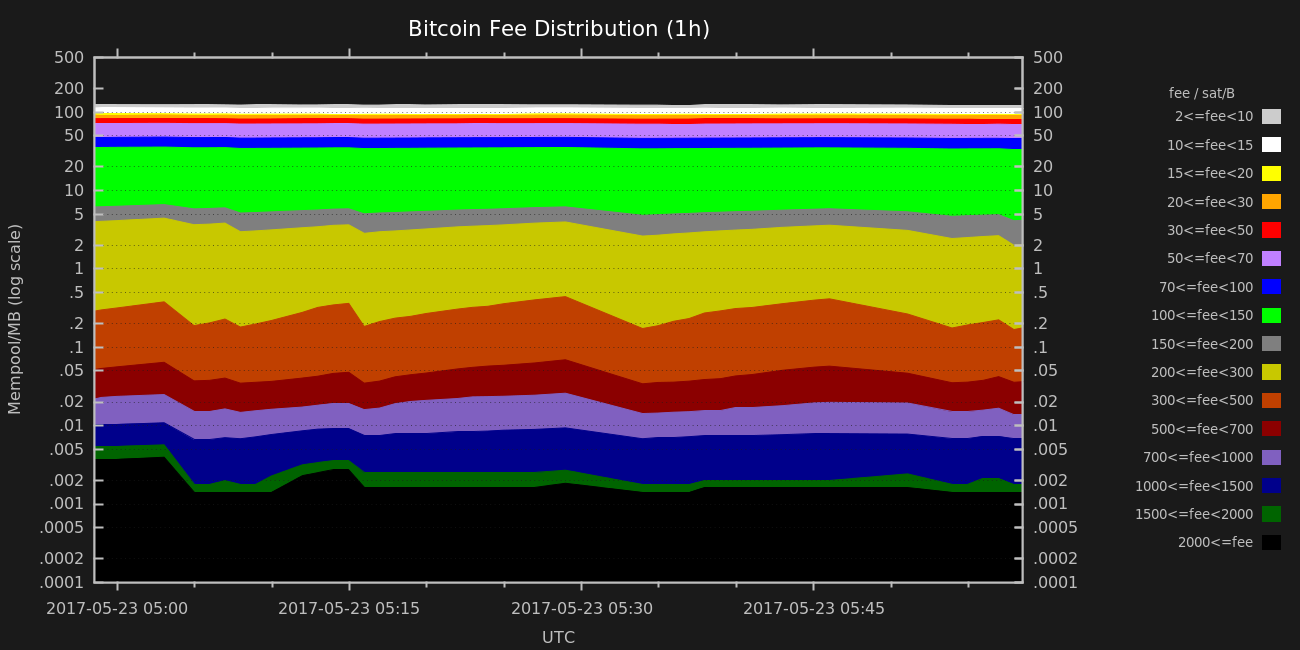 Bitcoin Fee Distribution (1h)
500
200
100
50
20
10
5
2
1
.5
.2
.1
.05
.02
.01
.005
.002
.001
.0005
.0002
.0001
Mempool/MB (log scale)
500
200
100
50
20
10
5
2
1
.5
.2
.1
.05
.02
.01
.005
.002
.001
.0005
.0002
.0001
fee / sat/B
2<=fee<10
10<=fee<15
15<=fee<20
20<=fee<30
30<=fee<50
50<=fee<70
70<=fee<100
100<=fee<150
150<=fee<200
200<=fee<300
300<=fee<500
500<=fee<700
700<=fee<1000
1000<=fee<1500
1500<=fee<2000
2000<=fee
2017-05-23 05:00 2017-05-23 05:15 2017-05-23 05:30 2017-05-23 05:45
UTC